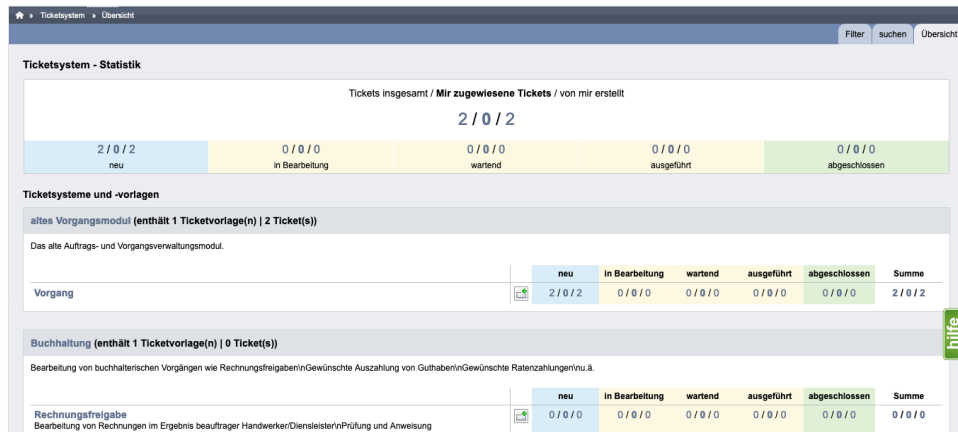 » Ticketsystem » Übersicht
Filter suchen Übersicht
Ticketsystem - Statistik
Tickets insgesamt / Mir zugewiesene Tickets / von mir erstellt
2 / 0 / 2
2 / 0 / 2 0 / 0 / 0 0 / 0 / 0 0 / 0 / 0 0 / 0 / 0
neu in Bearbeitung wartend ausgeführt abgeschlossen
Ticketsysteme und -vorlagen
altes Vorgangsmodul (enthält 1 Ticketvorlage(n) | 2 Ticket(s))
Das alte Auftrags- und Vorgangsverwaltungsmodul.
neu in Bearbeitung wartend ausgeführt abgeschlossen Summe
Vorgang 2 / 0 / 2 0 / 0 / 0 0 / 0 / 0 0 / 0 / 0 0 / 0 / 0 2 / 0 / 2
hilfe
Buchhaltung (enthält 1 Ticketvorlage(n) | 0 Ticket(s))
Bearbeitung von buchhalterischen Vorgängen wie Rechnungsfreigaben\nGewünschte Auszahlung von Guthaben\nGewünschte Ratenzahlungen\nu.ä.
neu in Bearbeitung wartend ausgeführt abgeschlossen Summe
Rechnungsfreigabe 0 / 0 / 0 0 / 0 / 0 0 / 0 / 0 0 / 0 / 0 0 / 0 / 0 0 / 0 / 0
Bearbeitung von Rechnungen im Ergebnis beauftrager Handwerker/Diensleister\nPrüfung und Anweisung